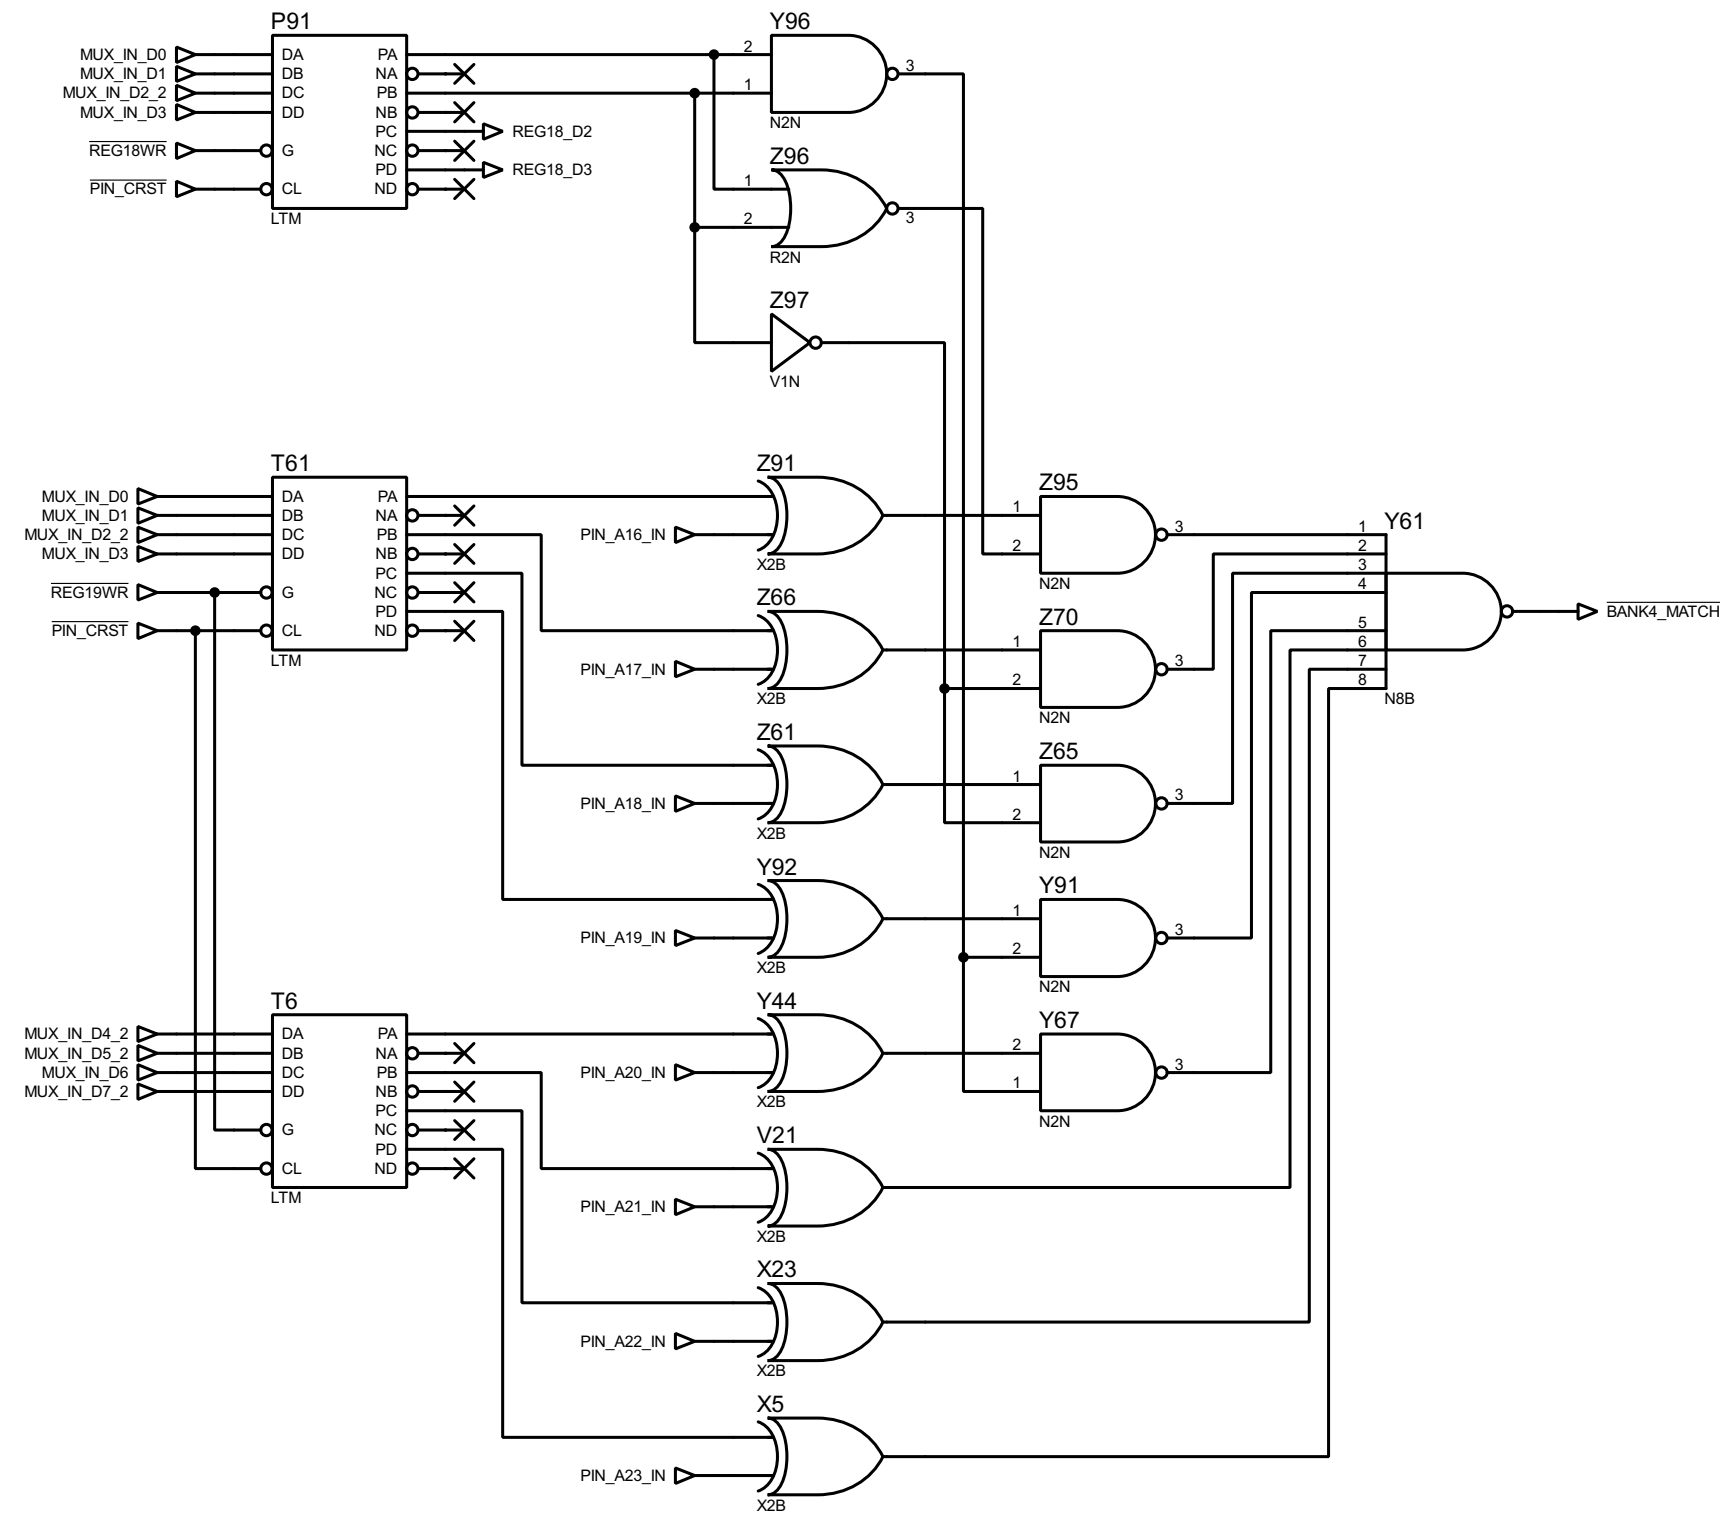 P91
MUX_IN_D0 DA PA
MUX_IN_D1 DB NA
MUX_IN_D2_2 DC PB
MUX_IN_D3 DD NB
PC REG18_D2
REG18WR G NC
PD REG18_D3
PIN_CRST CL ND
LTM
Y96
2
1
3
N2N
Z96
1
2
3
R2N
Z97
V1N
T61
MUX_IN_D0 DA PA
MUX_IN_D1 DB NA
MUX_IN_D2_2 DC PB
MUX_IN_D3 DD NB
PC
REG19WR G NC
PD
PIN_CRST CL ND
LTM
Z91
PIN_A16_IN
X2B
Z95
1
2
3
N2N
Z66
PIN_A17_IN
X2B
Z70
1
2
3
N2N
Z61
PIN_A18_IN
X2B
Z65
1
2
3
N2N
Y92
PIN_A19_IN
X2B
Y91
1
2
3
N2N
Y61
1
2
3
4
5
6
7
8
N8B
BANK4_MATCH
T6
MUX_IN_D4_2 DA PA
MUX_IN_D5_2 DB NA
MUX_IN_D6 DC PB
MUX_IN_D7_2 DD NB
PC
G NC
PD
CL ND
LTM
Y44
PIN_A20_IN
X2B
Y67
2
1
3
N2N
V21
PIN_A21_IN
X2B
X23
PIN_A22_IN
X2B
X5
PIN_A23_IN
X2B